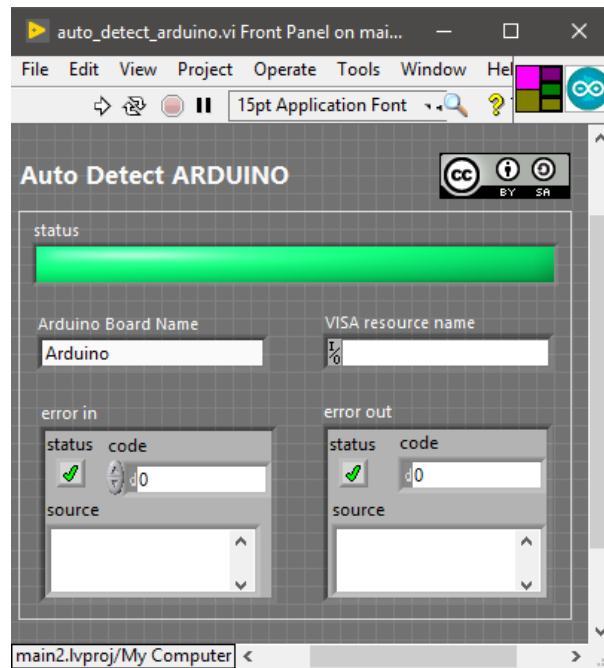 auto_detect_arduino.vi Front Panel on mai...
File Edit View Project Operate Tools Window Hel
15pt Application Font
Auto Detect ARDUINO
cc BY SA
status
Arduino Board Name VISA resource name
Arduino I/O
error in error out
status code status code
d 0 d 0
source source
main2.lvproj/My Computer